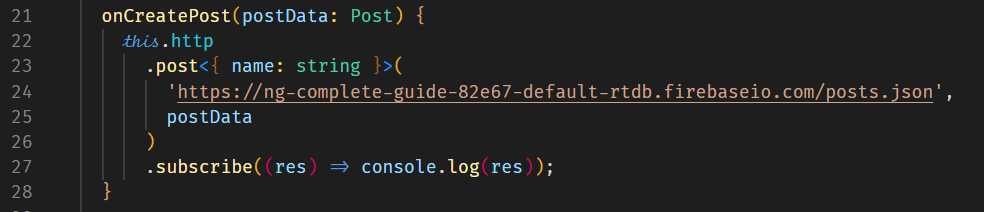 21 onCreatePost(postData: Post) {
22 this.http
23 .post<{ name: string }>(
24 'https://ng-complete-guide-82e67-default-rtdb.firebaseio.com/posts.json',
25 postData
26 )
27 .subscribe((res) => console.log(res));
28 }